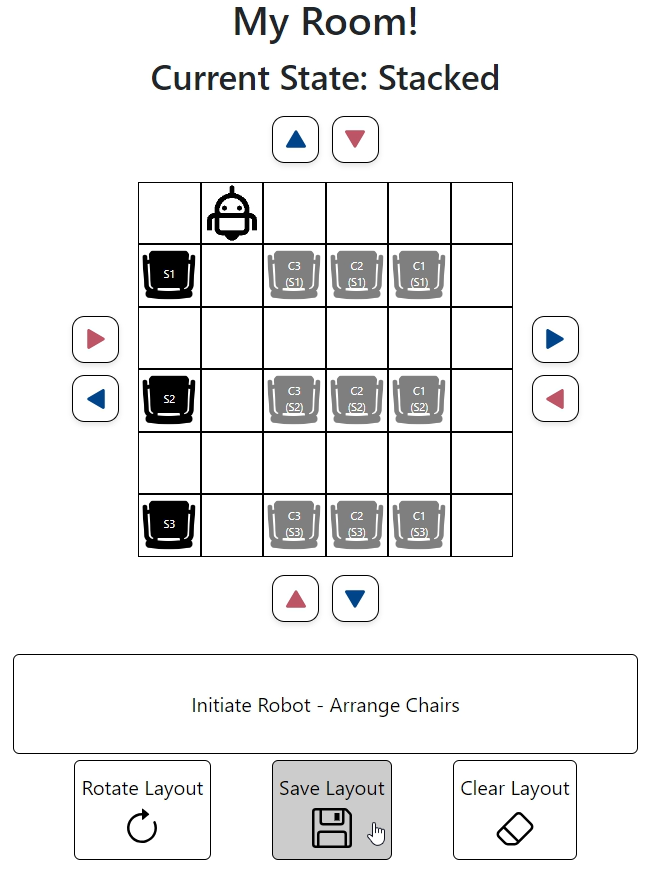 My Room!
Current State: Stacked
S1
C3
(S1)
C2
(S1)
C1
(S1)
S2
C3
(S2)
C2
(S2)
C1
(S2)
S3
C3
(S3)
C2
(S3)
C1
(S3)
Initiate Robot - Arrange Chairs
Rotate Layout
Save Layout
Clear Layout